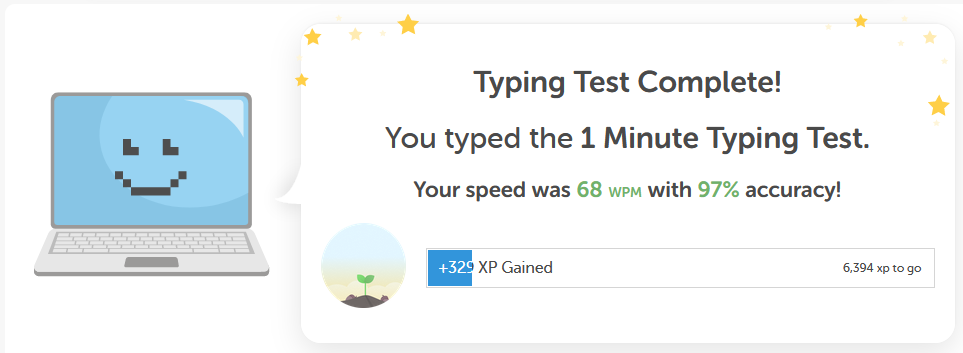 Typing Test Complete!
You typed the 1 Minute Typing Test.
Your speed was 68 WPM with 97% accuracy!
+329 XP Gained 6,394 xp to go